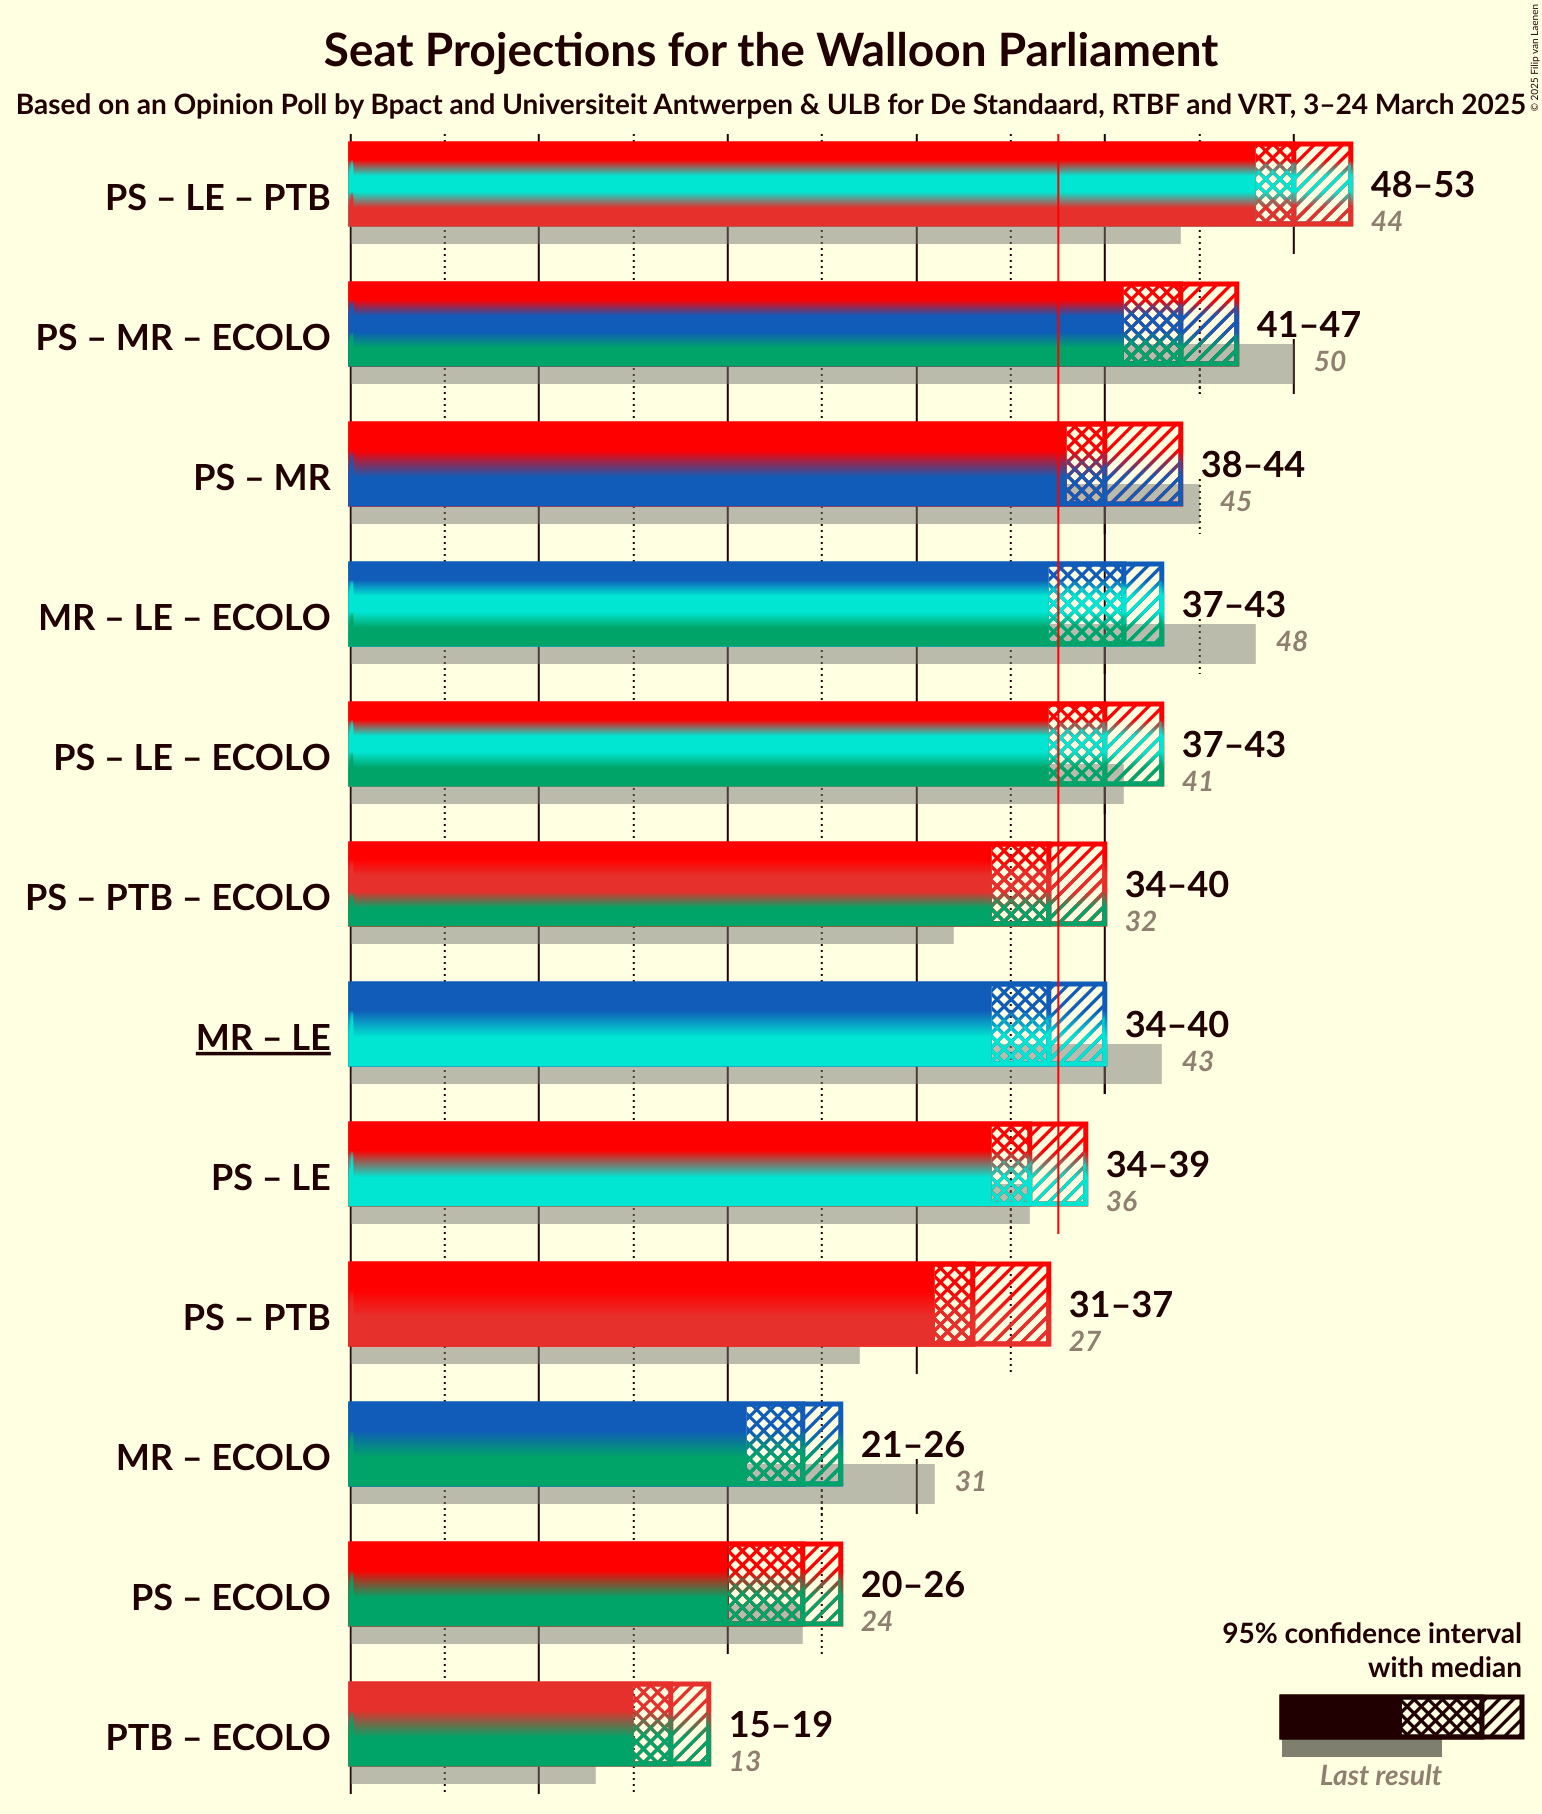 Seat Projections for the Walloon Parliament
Based on an Opinion Poll by Bpact and Universiteit Antwerpen & ULB for De Standaard, RTBF and VRT, 3–24 March 2025
© 2025 Filip van Laenen
PS – LE – PTB
48–53
44
PS – MR – ECOLO
41–47
50
PS – MR
38–44
45
MR – LE – ECOLO
37–43
48
PS – LE – ECOLO
37–43
41
PS – PTB – ECOLO
34–40
32
MR – LE
34–40
43
PS – LE
34–39
36
PS – PTB
31–37
27
MR – ECOLO
21–26
31
PS – ECOLO
20–26
24
PTB – ECOLO
15–19
13
95% confidence interval
with median
Last result